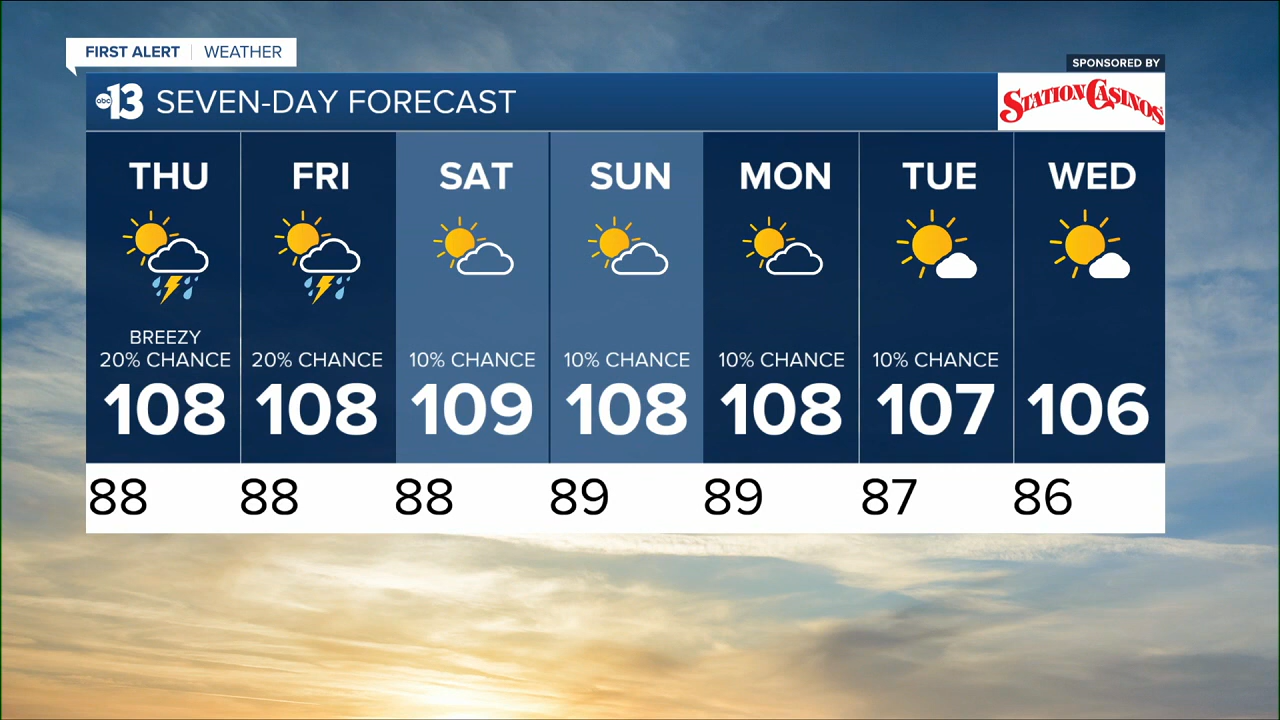 FIRST ALERT | WEATHER
SPONSORED BY
abc 13 SEVEN-DAY FORECAST
STATION CASINOS
THU FRI SAT SUN MON TUE WED
BREEZY
20% CHANCE 20% CHANCE 10% CHANCE 10% CHANCE 10% CHANCE 10% CHANCE
108 108 109 108 108 107 106
88 88 88 89 89 87 86